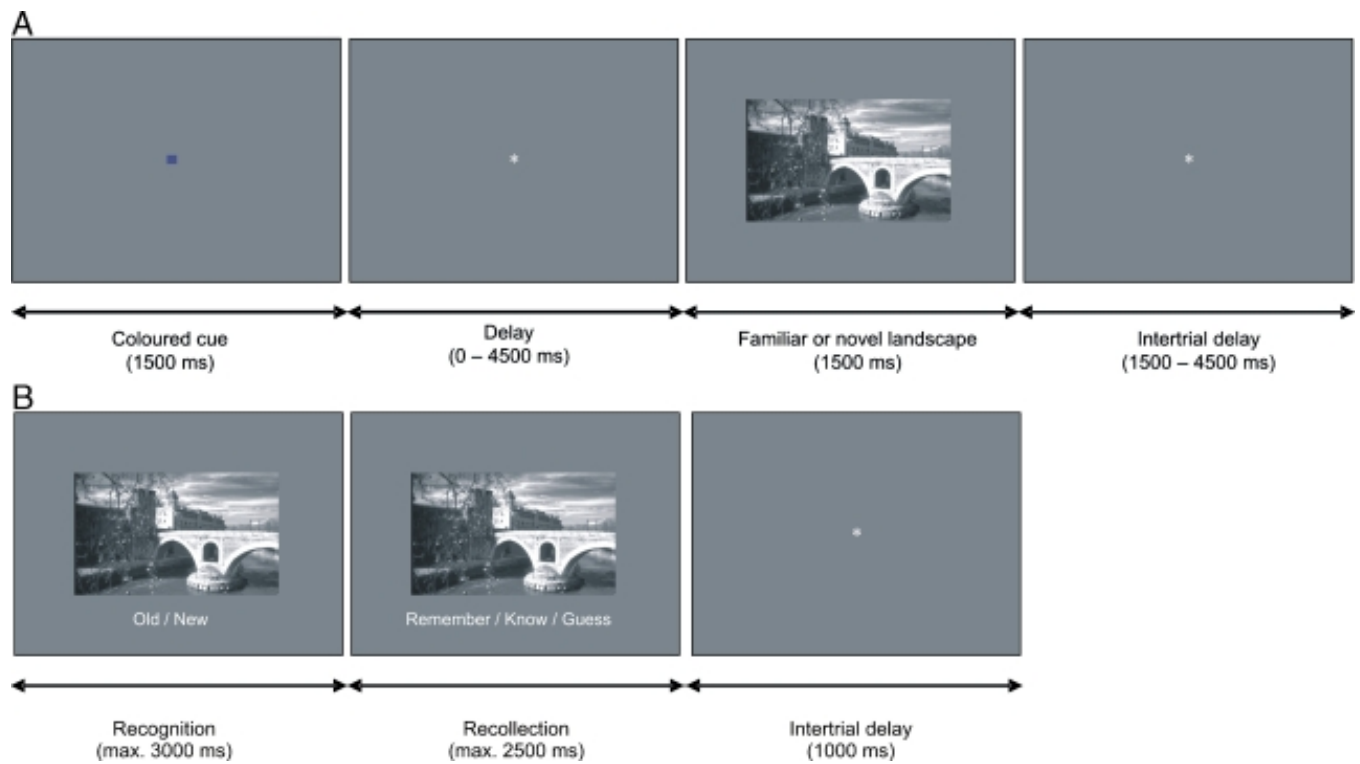 A
Coloured cue
(1500 ms)
Delay
(0 – 4500 ms)
Familiar or novel landscape
(1500 ms)
Intertrial delay
(1500 – 4500 ms)
B
Old / New
Remember / Know / Guess
Recognition
(max. 3000 ms)
Recollection
(max. 2500 ms)
Intertrial delay
(1000 ms)